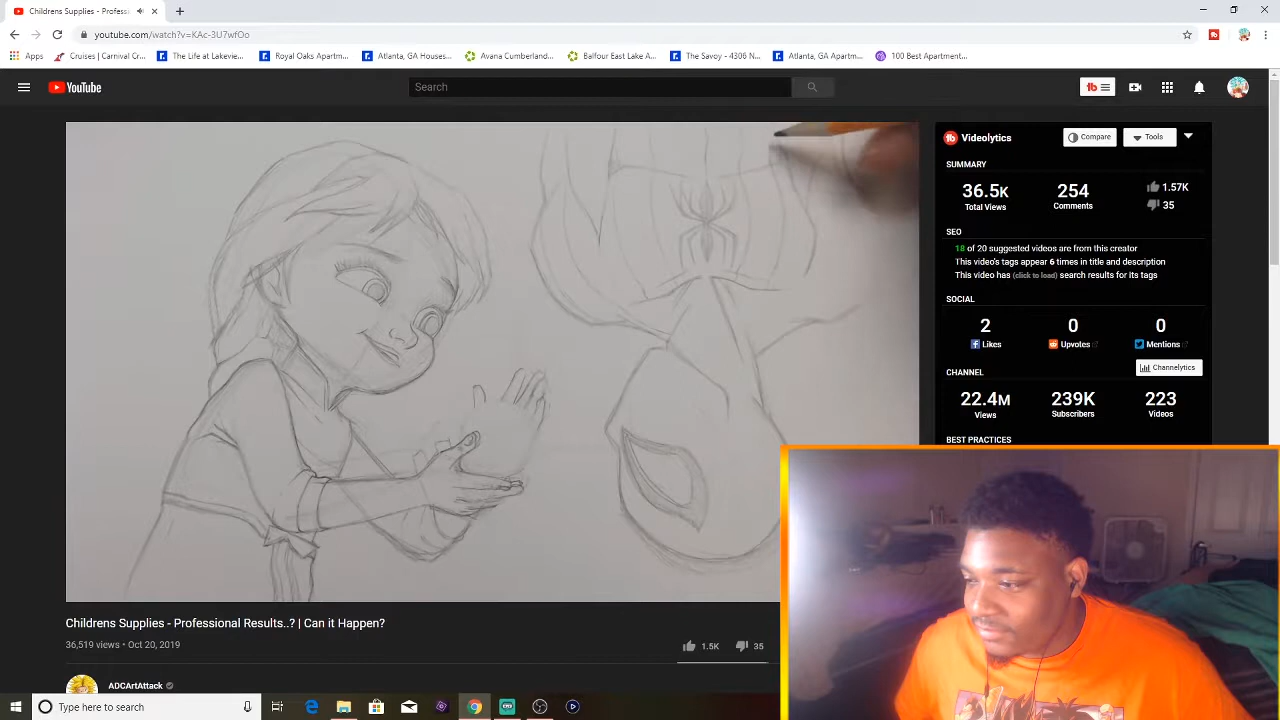 Childrens Supplies - Profess
youtube.com/watch?v=KAc-3U7wfOo
Apps
Cruises | Carnival Cr...
The Life at Lakevie...
Royal Oaks Apartm...
Atlanta, GA Houses...
Avana Cumberland...
Balfour East Lake A...
The Savoy - 4306 N...
Atlanta, GA Apartm...
100 Best Apartment...
YouTube
Search
tb
tb Videolytics
Compare
Tools
SUMMARY
36.5K
254
1.57K
Total Views
Comments
35
SEO
18 of 20 suggested videos are from this creator
This video's tags appear 6 times in title and description
This video has (click to load) search results for its tags
SOCIAL
2
0
0
Likes
Upvotes
Mentions
CHANNEL
Channelytics
22.4M
239K
223
Views
Subscribers
Videos
BEST PRACTICES
Childrens Supplies - Professional Results..? | Can it Happen?
36,519 views • Oct 20, 2019
1.5K
35
ADCArtAttack
Type here to search